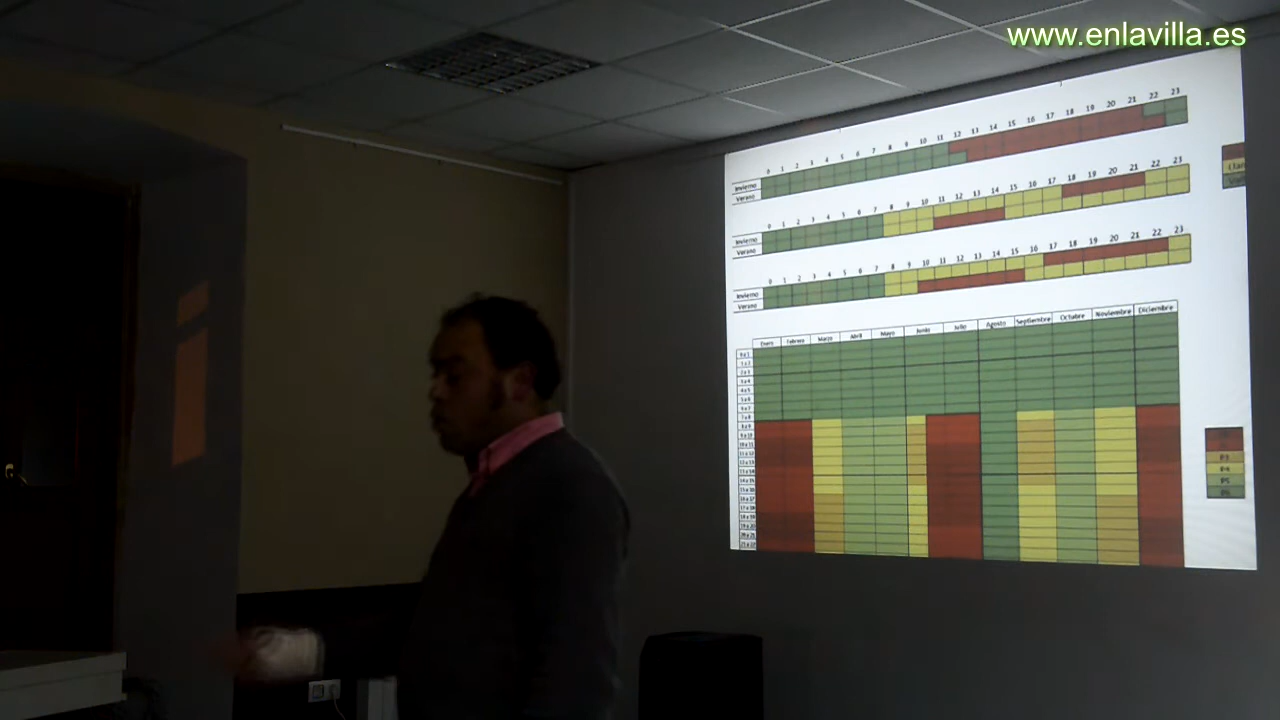 www.enlavilla.es
0 1 2 3 4 5 6 7 8 9 10 11 12 13 14 15 16 17 18 19 20 21 22 23
Invierno
Verano
0 1 2 3 4 5 6 7 8 9 10 11 12 13 14 15 16 17 18 19 20 21 22 23
Invierno
Verano
0 1 2 3 4 5 6 7 8 9 10 11 12 13 14 15 16 17 18 19 20 21 22 23
Invierno
Verano
Enero Febrero Marzo Abril Mayo Junio Julio Agosto Septiembre Octubre Noviembre Diciembre
P3
P4
P5
P6